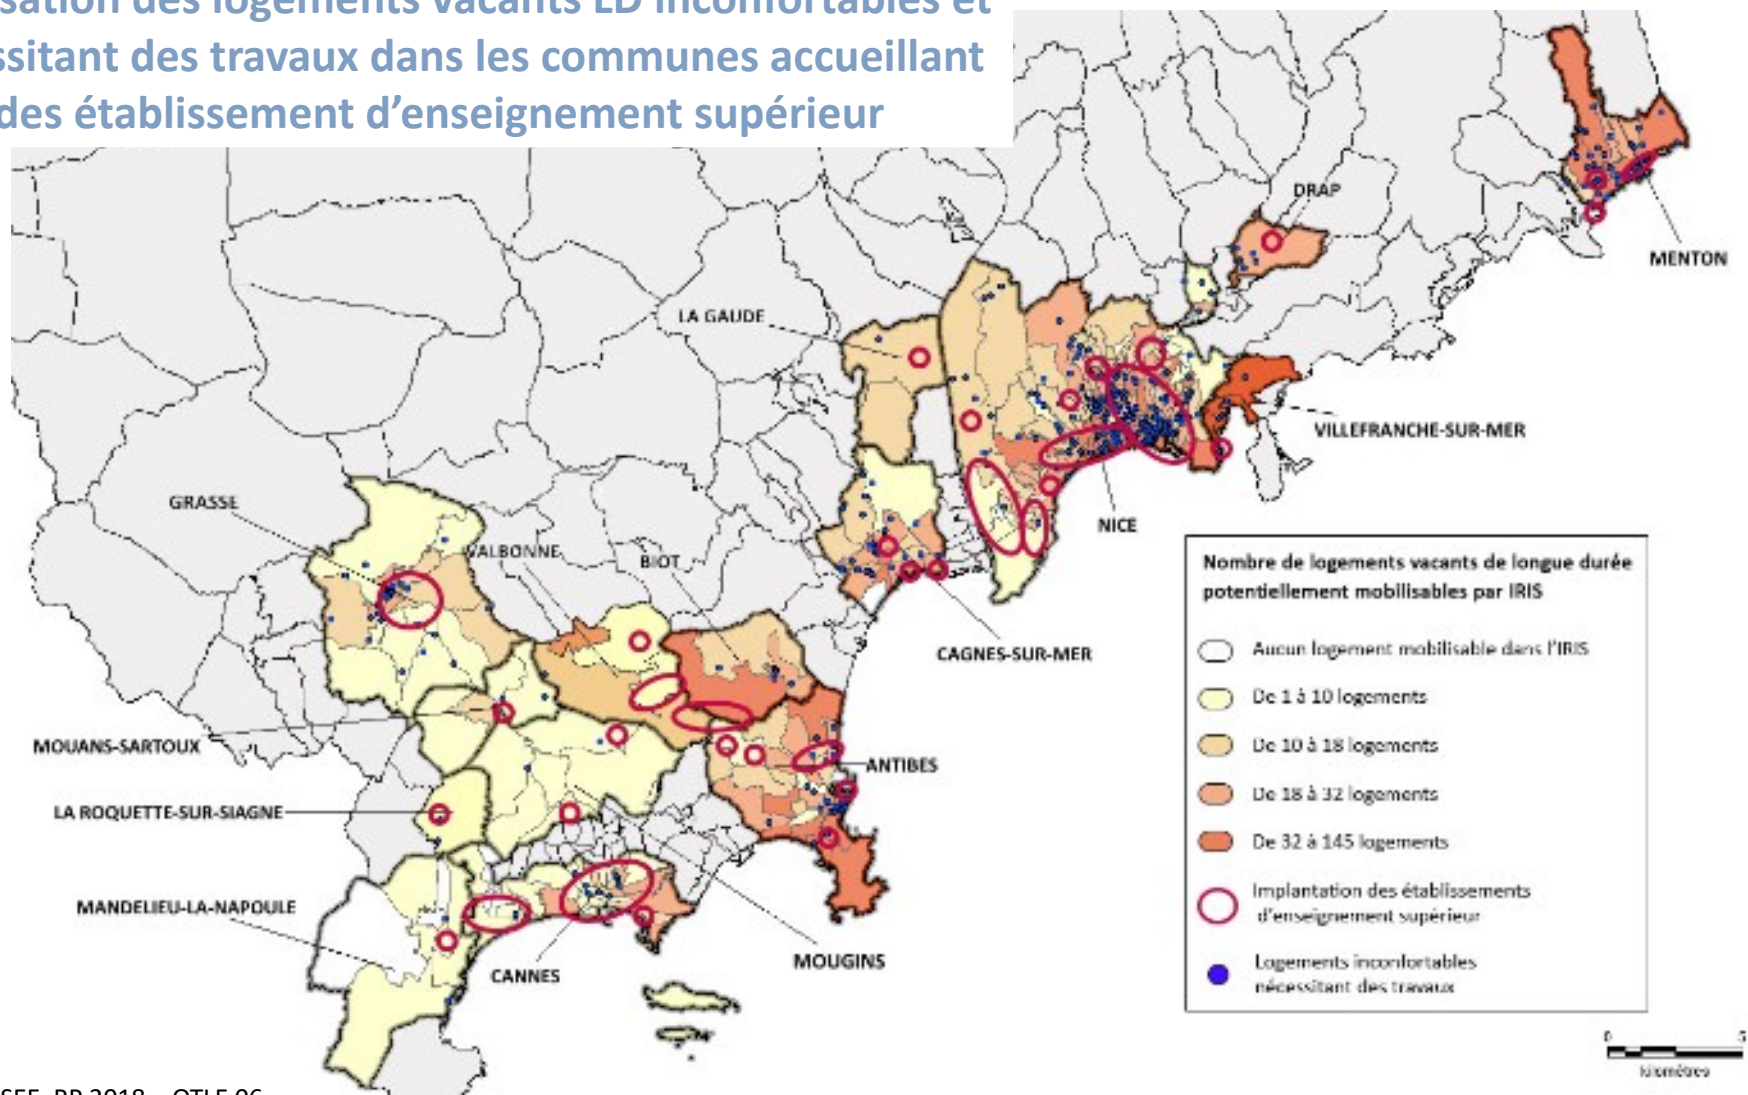 sation des logements vacants LD inconfortables et
ssitant des travaux dans les communes accueillant
des établissement d'enseignement supérieur
DRAP
MENTON
LA GAUDE
VILLEFRANCHE-SUR-MER
GRASSE
NICE
VALBONNE
BIOT
CAGNES-SUR-MER
MOUANS-SARTOUX
ANTIBES
LA ROQUETTE-SUR-SIAGNE
MANDELIEU-LA-NAPOULE
CANNES
MOUGINS
Nombre de logements vacants de longue durée
potentiellement mobilisables par IRIS
Aucun logement mobilisable dans l'IRIS
De 1 à 10 logements
De 10 à 18 logements
De 18 à 32 logements
De 32 à 145 logements
Implantation des établissements
d'enseignement supérieur
Logements inconfortables
nécessitant des travaux
0 5
kilomètres